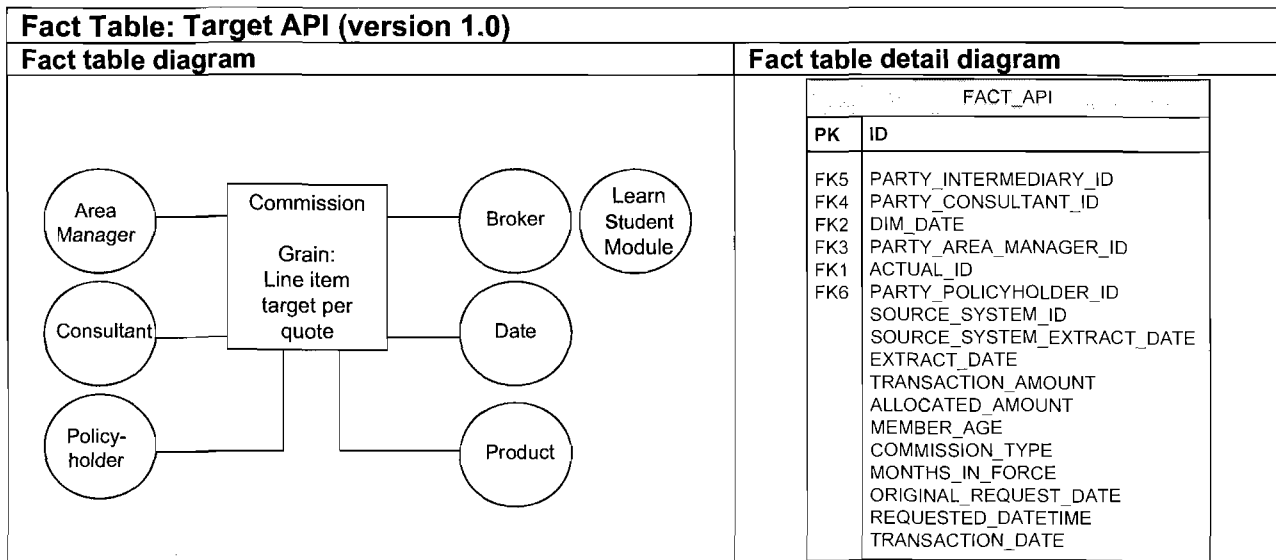 Fact Table: Target API (version 1.0)
Fact table diagram
Fact table detail diagram
Area
Manager
Consultant
Policy-
holder
Commission
Grain:
Line item
target per
quote
Broker
Learn
Student
Module
Date
Product
FACT_API
PK ID
FK5 PARTY_INTERMEDIARY_ID
FK4 PARTY_CONSULTANT_ID
FK2 DIM_DATE
FK3 PARTY_AREA_MANAGER_ID
FK1 ACTUAL_ID
FK6 PARTY_POLICYHOLDER_ID
SOURCE_SYSTEM_ID
SOURCE_SYSTEM_EXTRACT_DATE
EXTRACT_DATE
TRANSACTION_AMOUNT
ALLOCATED_AMOUNT
MEMBER_AGE
COMMISSION_TYPE
MONTHS_IN_FORCE
ORIGINAL_REQUEST_DATE
REQUESTED_DATETIME
TRANSACTION_DATE